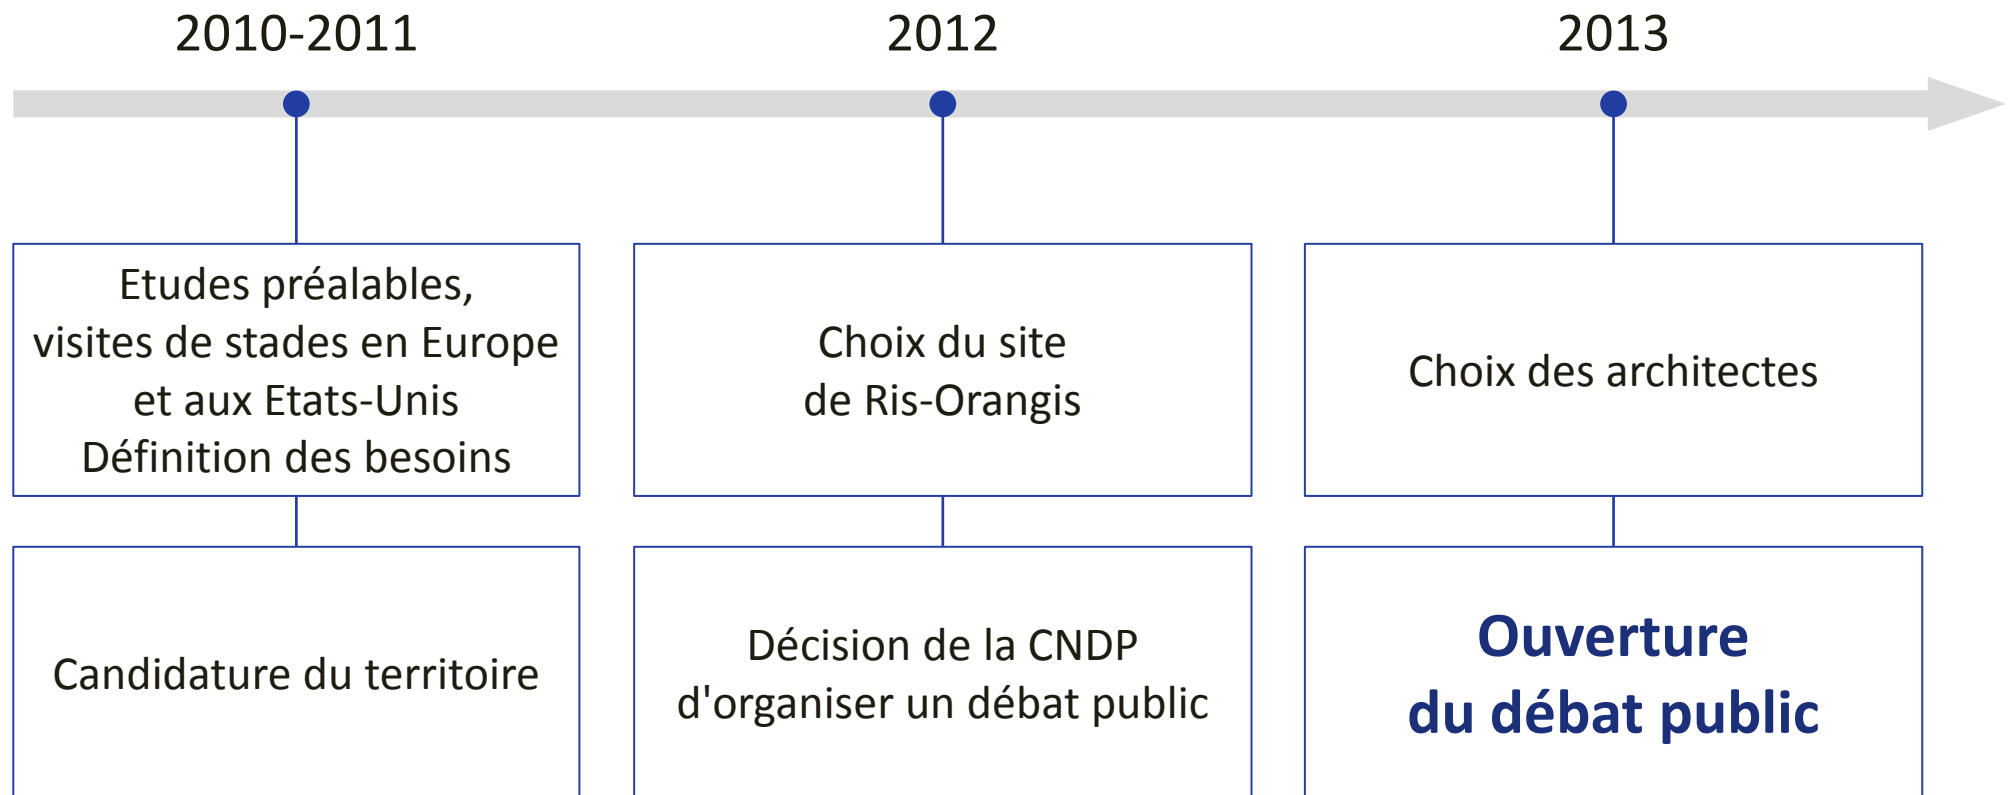 2010-2011
2012
2013
Etudes préalables,
visites de stades en Europe
et aux Etats-Unis
Définition des besoins
Choix du site
de Ris-Orangis
Choix des architectes
Candidature du territoire
Décision de la CNDP
d'organiser un débat public
Ouverture
du débat public